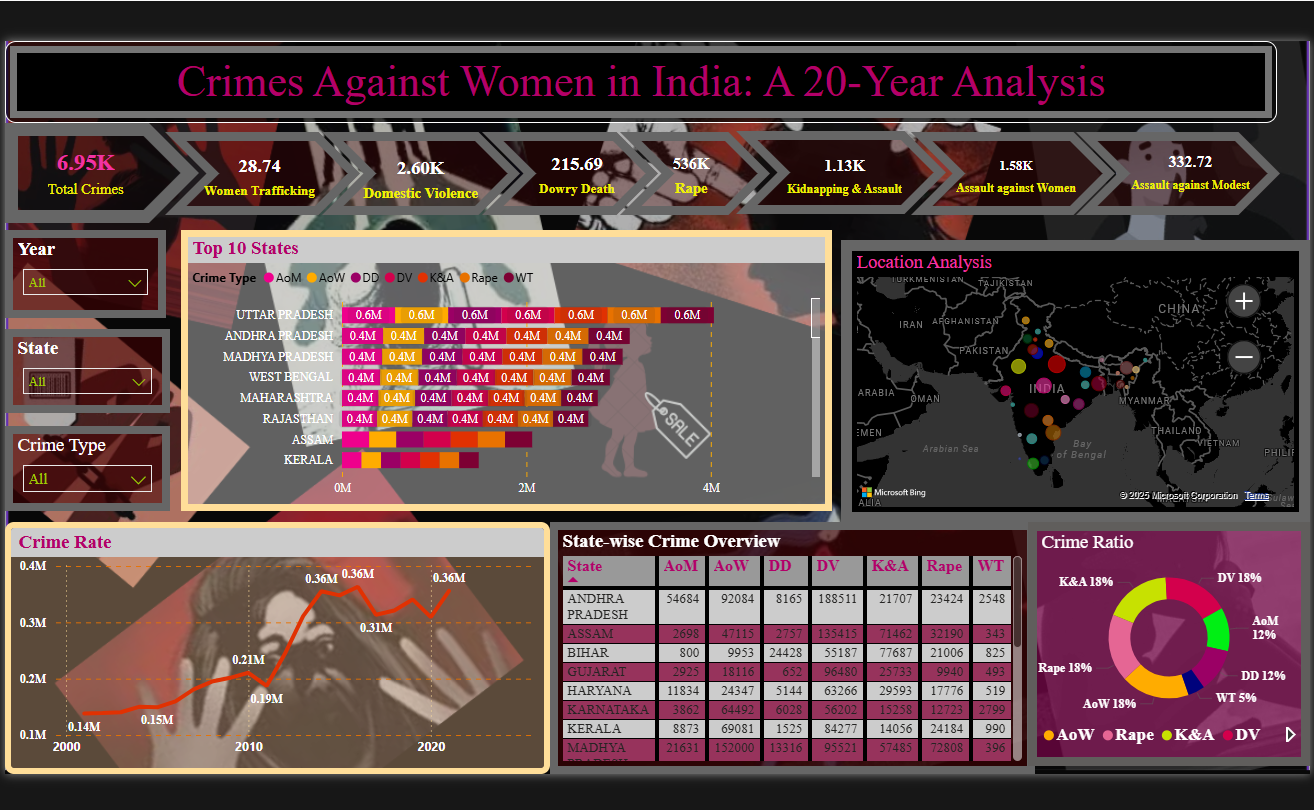 Crimes Against Women in India: A 20-Year Analysis
6.95K
Total Crimes
28.74
Women Trafficking
2.60K
Domestic Violence
215.69
Dowry Death
536K
Rape
1.13K
Kidnapping & Assault
1.58K
Assault against Women
332.72
Assault against Modest
Year
All
State
All
Crime Type
All
Top 10 States
Crime Type AoM AoW DD DV K&A Rape WT
UTTAR PRADESH 0.6M 0.6M 0.6M 0.6M 0.6M 0.6M 0.6M
ANDHRA PRADESH 0.4M 0.4M 0.4M 0.4M 0.4M 0.4M 0.4M
MADHYA PRADESH 0.4M 0.4M 0.4M 0.4M 0.4M 0.4M 0.4M
WEST BENGAL 0.4M 0.4M 0.4M 0.4M 0.4M 0.4M 0.4M
MAHARASHTRA 0.4M 0.4M 0.4M 0.4M 0.4M 0.4M 0.4M
RAJASTHAN 0.4M 0.4M 0.4M 0.4M 0.4M 0.4M 0.4M
ASSAM
KERALA
0M 2M 4M
SALE
Location Analysis
TURKMENISTAN
TAJIKISTAN
CHINA
IRAN
AFGHANISTAN
PAKISTAN
ARABIA
OMAN
INDIA
MYANMAR
EMEN
THAILAND
VIETNAM
Arabian Sea
Bay
of Bengal
PHILIP
Microsoft Bing
© 2025 Microsoft Corporation Terms
ALIA
Crime Rate
0.4M
0.3M
0.2M
0.1M
0.14M
0.15M
0.21M
0.19M
0.36M
0.36M
0.31M
0.36M
2000 2010 2020
State-wise Crime Overview
State AoM AoW DD DV K&A Rape WT
ANDHRA
PRADESH 54684 92084 8165 188511 21707 23424 2548
ASSAM 2698 47115 2757 135415 71462 32190 343
BIHAR 800 9953 24428 55187 77687 21006 825
GUJARAT 2925 18116 652 96480 25733 9940 493
HARYANA 11834 24347 5144 63266 29593 17776 519
KARNATAKA 3862 64492 6028 56202 15258 12723 2799
KERALA 8873 69081 1525 84277 14056 24184 990
MADHYA
PRADESH 21631 152000 13316 95521 57485 72808 396
Crime Ratio
K&A 18%
DV 18%
AoM
12%
Rape 18%
DD 12%
WT 5%
AoW 18%
AoW Rape K&A DV